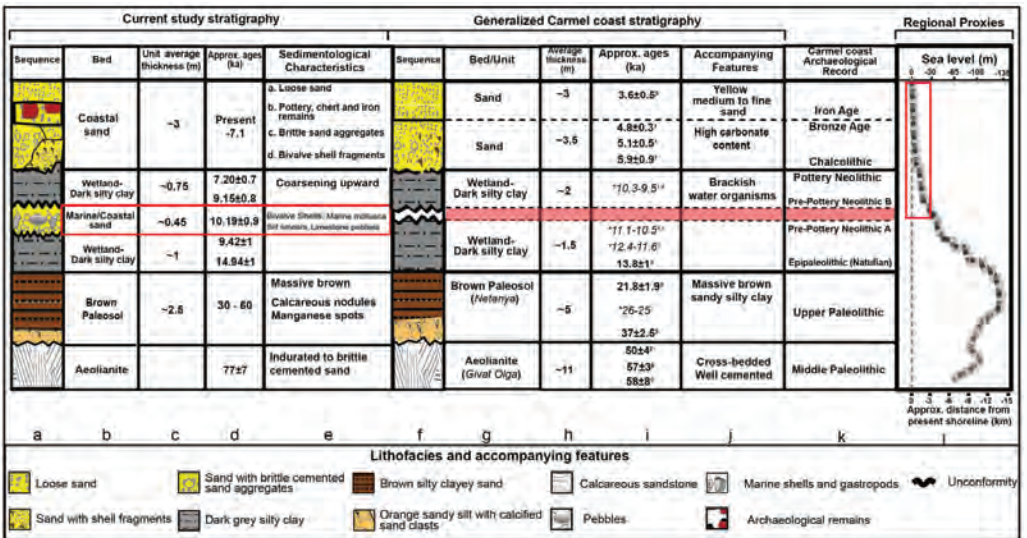 Current study stratigraphy
Generalized Carmel coast stratigraphy
Regional Proxies
Sequence
Bed
Unit average
thickness (m)
Approx. ages
(ka)
Sedimentological
Characteristics
Sequence
Bed/Unit
Average
thickness
(m)
Approx. ages
(ka)
Accompanying
Features
Carmel coast
Archaeological
Record
Sea level (m)
0 -30 -65 -100 -135
Coastal
sand
~3
Present
-7.1
a. Loose sand
b. Pottery, chert and iron
remains
c. Brittle sand aggregates
d. Bivalve shell fragments
Sand
~3
3.6±0.5
Yellow
medium to fine
sand
Iron Age
Sand
~3.5
4.8±0.3
5.1±0.5
5.9±0.9
High carbonate
content
Bronze Age
Chalcolithic
Wetland-
Dark silty clay
~0.75
7.20±0.7
9.15±0.8
Coarsening upward
Wetland-
Dark silty clay
~2
*10.3-9.5
Brackish
water organisms
Pottery Neolithic
Pre-Pottery Neolithic B
Marine/Coastal
sand
~0.45
10.19±0.9
Bivalve Shells, Marine molluscs
Limestone pebbles
Wetland-
Dark silty clay
~1
9.42±1
14.94±1
Wetland-
Dark silty clay
~1.5
*11.1-10.5
*12.4-11.6
13.8±1
Pre-Pottery Neolithic A
Epipaleolithic (Natufian)
Brown
Paleosol
~2.5
30 - 60
Massive brown
Calcareous nodules
Manganese spots
Brown Paleosol
(Netanya)
~5
21.8±1.9
*26-25
37±2.5
Massive brown
sandy silty clay
Upper Paleolithic
Aeolianite
77±7
Indurated to brittle
cemented sand
Aeolianite
(Givat Olga)
~11
50±4
57±3
58±8
Cross-bedded
Well cemented
Middle Paleolithic
0 -3 -6 -9 -12 -15
Approx. distance from
present shoreline (km)
a b c d e f g h i j k l
Lithofacies and accompanying features
Loose sand
Sand with brittle cemented
sand aggregates
Brown silty clayey sand
Calcareous sandstone
Marine shells and gastropods
Unconformity
Sand with shell fragments
Dark grey silty clay
Orange sandy silt with calcified
sand clasts
Pebbles
Archaeological remains